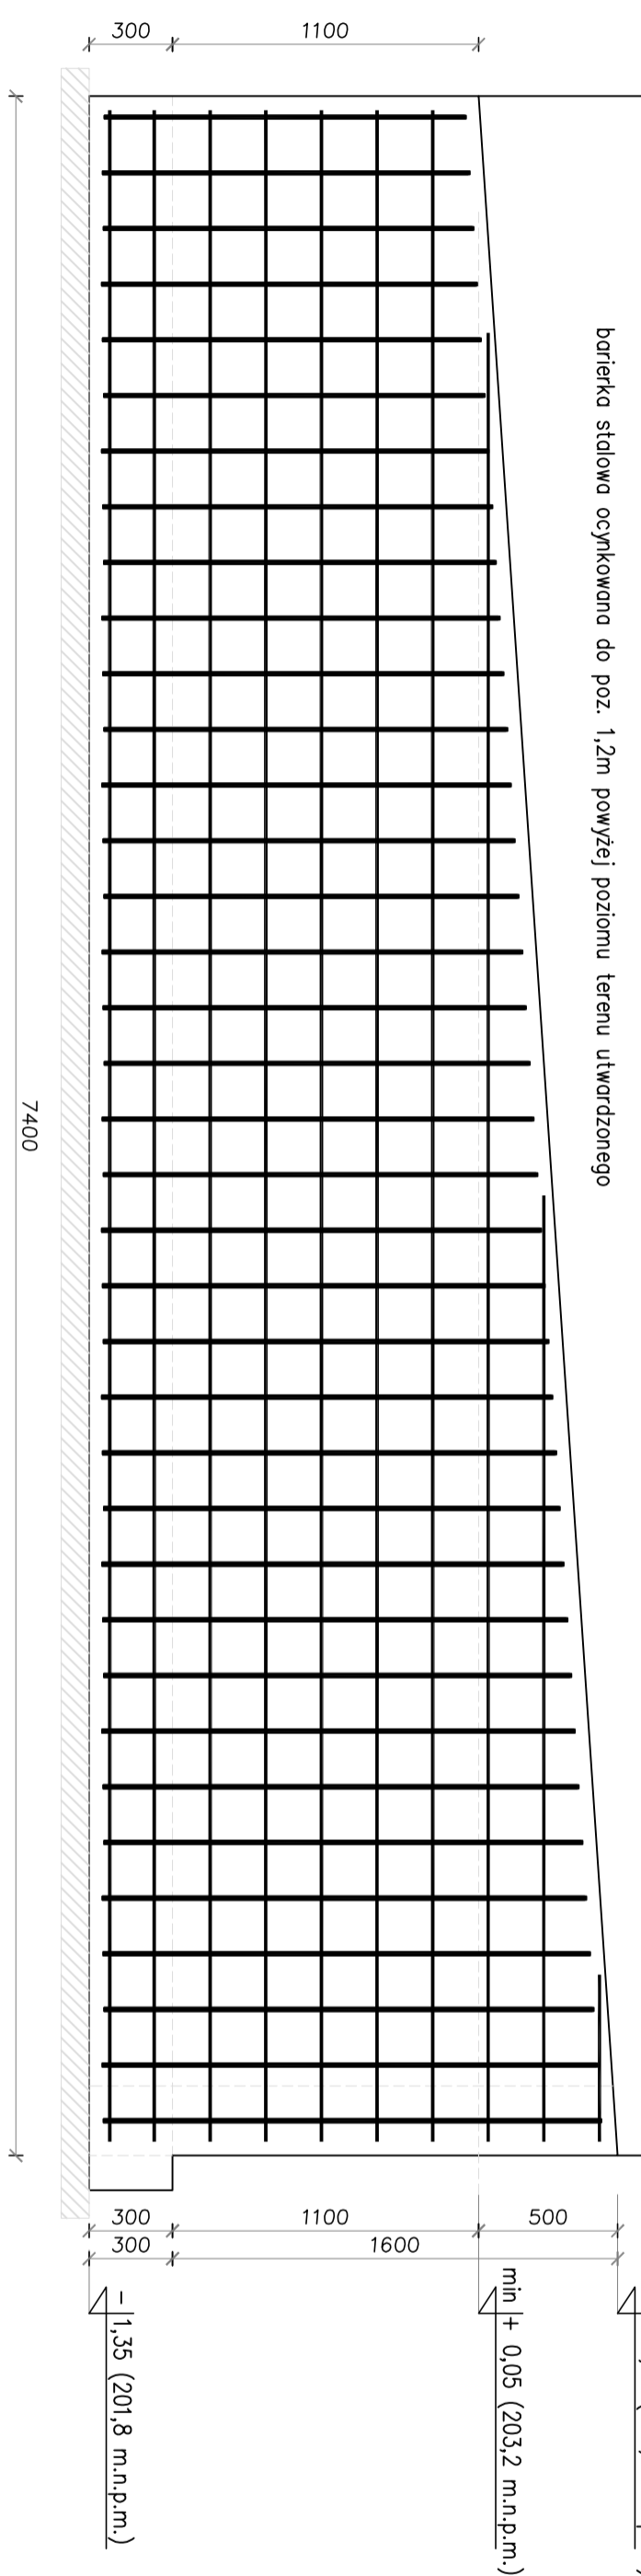 300
1100
barierka stalowa ocynkowana do poz. 1,2m powyżej poziomu terenu utwardzonego
7400
300
1100
500
300
1600
min + 0,05 (203,2 m.n.p.m.)
- 1,35 (201,8 m.n.p.m.)